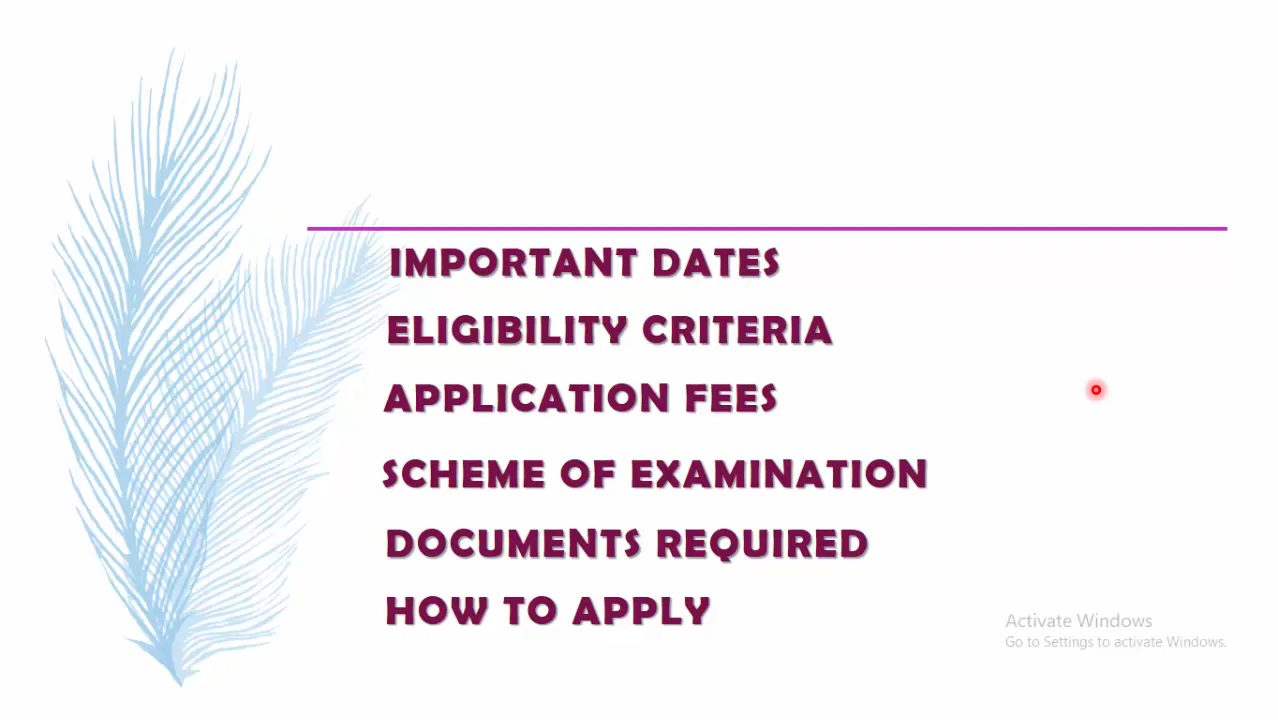 IMPORTANT DATES
ELIGIBILITY CRITERIA
APPLICATION FEES
SCHEME OF EXAMINATION
DOCUMENTS REQUIRED
HOW TO APPLY
Activate Windows
Go to Settings to activate Windows.